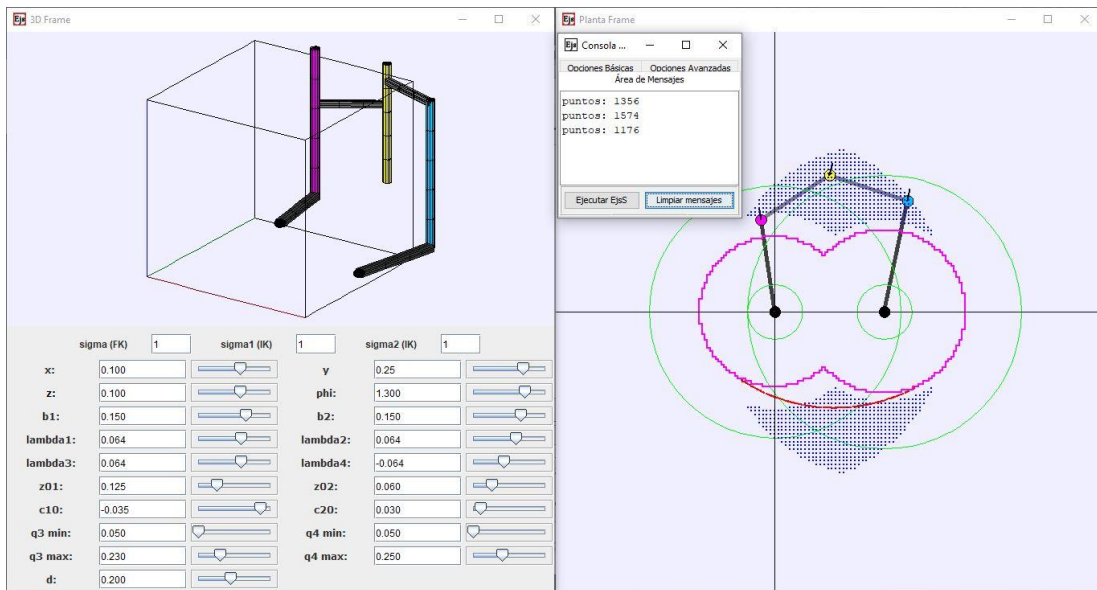 Ejs 3D Frame
sigma (FK) 1 sigma1 (IK) 1 sigma2 (IK) 1
x: 0.100 y 0.25
z: 0.100 phi: 1.300
b1: 0.150 b2: 0.150
lambda1: 0.064 lambda2: 0.064
lambda3: 0.064 lambda4: -0.064
z01: 0.125 z02: 0.060
c10: -0.035 c20: 0.030
q3 min: 0.050 q4 min: 0.050
q3 max: 0.230 q4 max: 0.250
d: 0.200
Ejs Planta Frame
Ejs Consola ...
Opciones Básicas Opciones Avanzadas
Área de Mensajes
puntos: 1356
puntos: 1574
puntos: 1176
Ejecutar EjsS Limpiar mensajes